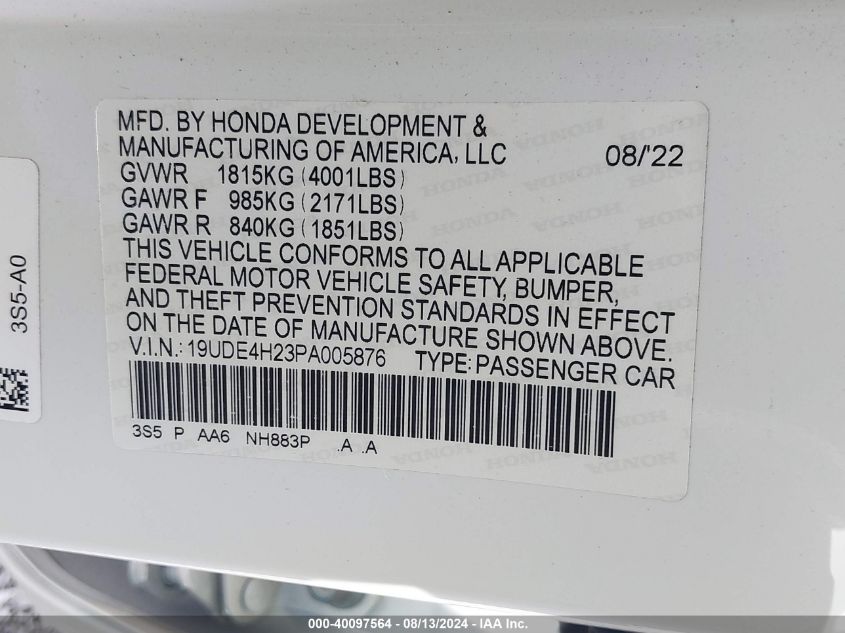 MFD. BY HONDA DEVELOPMENT &
MANUFACTURING OF AMERICA, LLC 08/'22
GVWR 1815KG (4001LBS)
GAWR F 985KG (2171LBS)
GAWR R 840KG (1851LBS)
THIS VEHICLE CONFORMS TO ALL APPLICABLE
FEDERAL MOTOR VEHICLE SAFETY, BUMPER,
AND THEFT PREVENTION STANDARDS IN EFFECT
ON THE DATE OF MANUFACTURE SHOWN ABOVE.
V.I.N.: 19UDE4H23PA005876 TYPE: PASSENGER CAR
3S5 P AA6 NH883P .A .A
3S5-A0
000-40097564 - 08/13/2024 - IAA Inc.